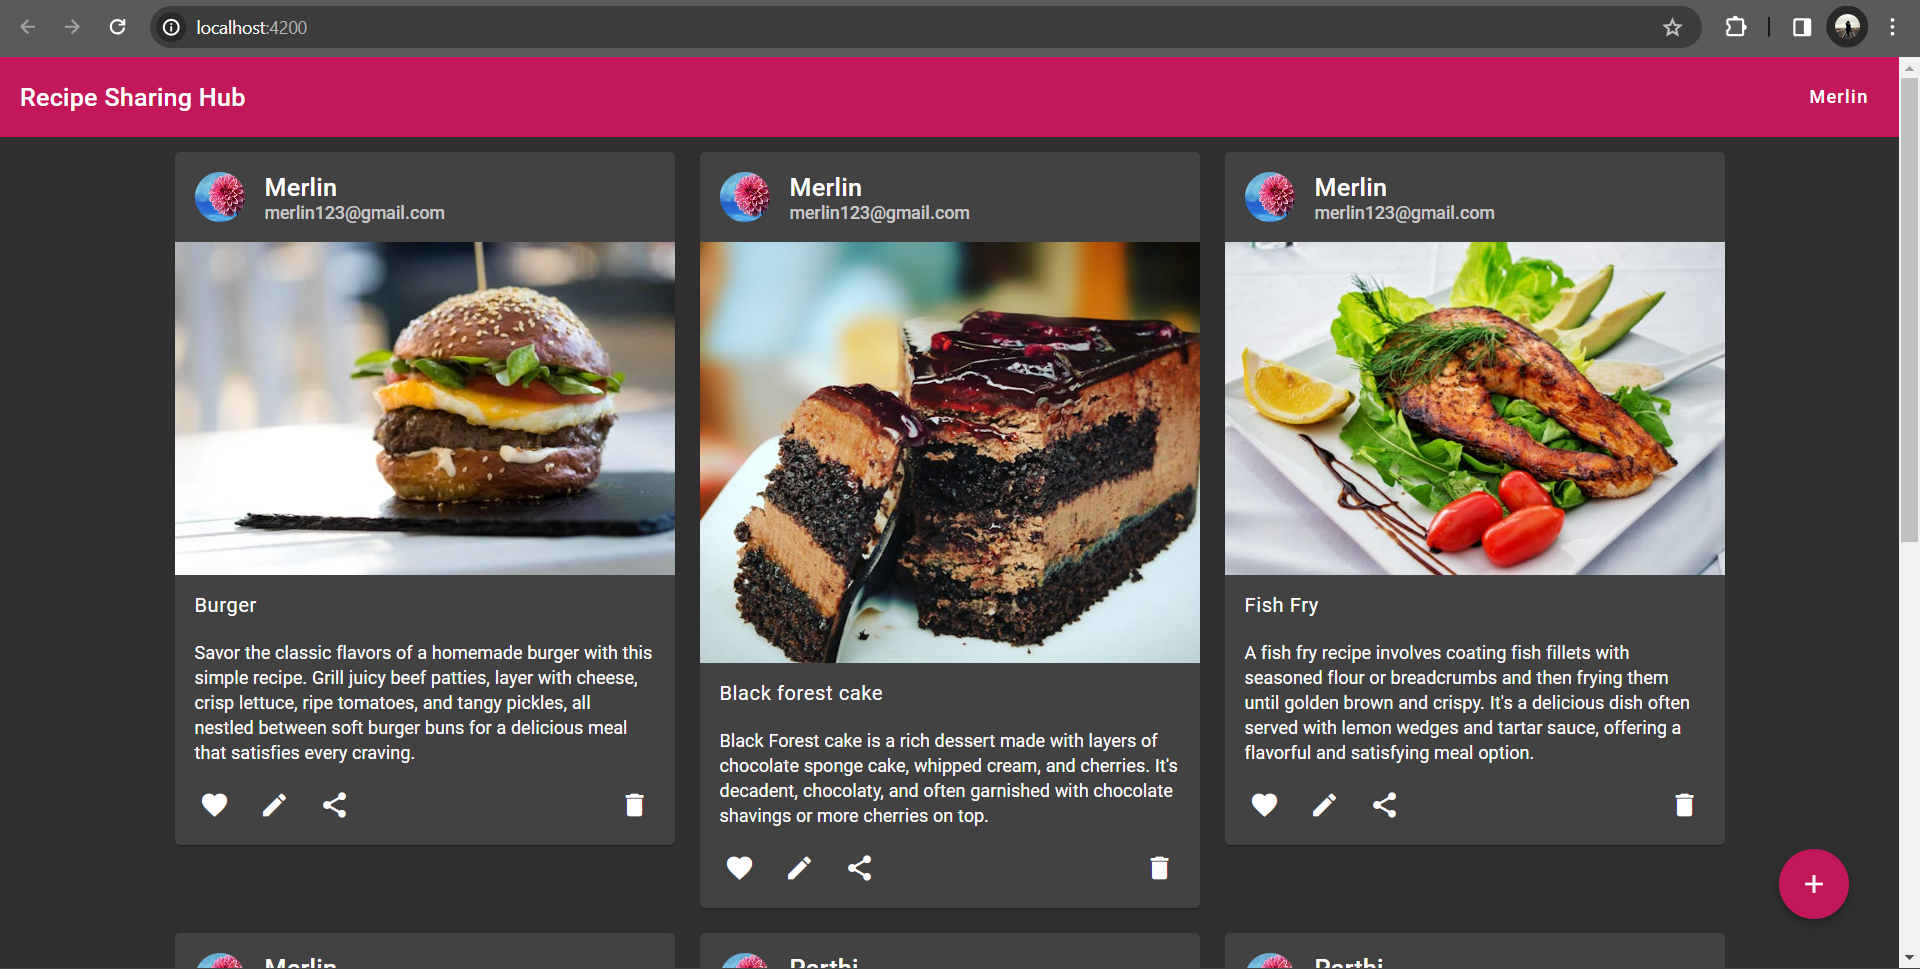 localhost:4200
Recipe Sharing Hub
Merlin
Merlin
merlin123@gmail.com
Burger
Savor the classic flavors of a homemade burger with this
simple recipe. Grill juicy beef patties, layer with cheese,
crisp lettuce, ripe tomatoes, and tangy pickles, all
nestled between soft burger buns for a delicious meal
that satisfies every craving.
Merlin
merlin123@gmail.com
Black forest cake
Black Forest cake is a rich dessert made with layers of
chocolate sponge cake, whipped cream, and cherries. It's
decadent, chocolaty, and often garnished with chocolate
shavings or more cherries on top.
Merlin
merlin123@gmail.com
Fish Fry
A fish fry recipe involves coating fish fillets with
seasoned flour or breadcrumbs and then frying them
until golden brown and crispy. It's a delicious dish often
served with lemon wedges and tartar sauce, offering a
flavorful and satisfying meal option.
Merlin
Parthi
Parthi